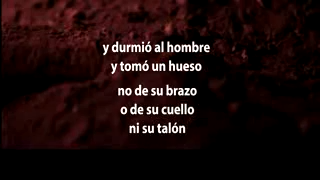 y durmió al hombre
y tomó un hueso
no de su brazo
o de su cuello
ni su talón